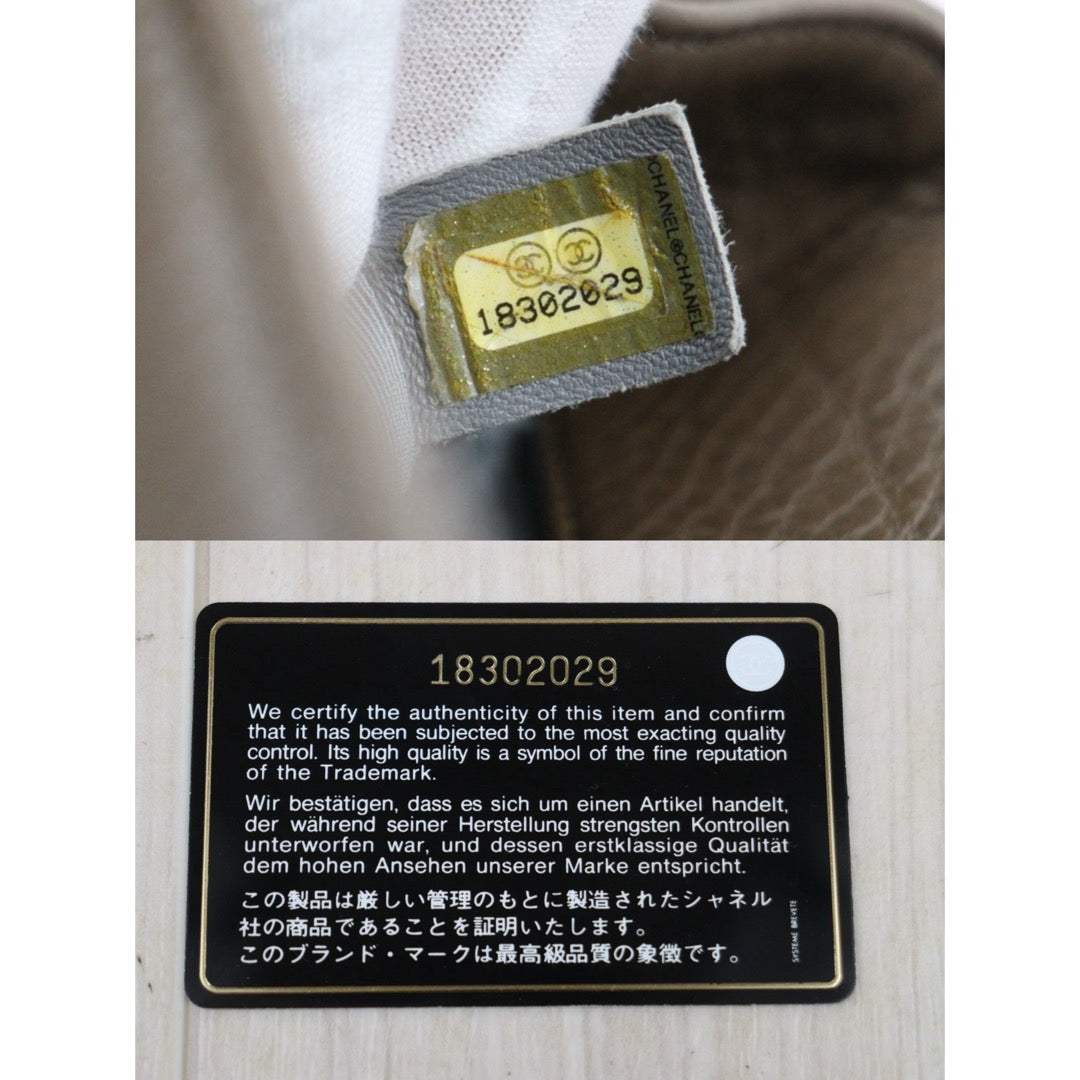 CHANEL®CHANEL
18302029
18302029
We certify the authenticity of this item and confirm
that it has been subjected to the most exacting quality
control. Its high quality is a symbol of the fine reputation
of the Trademark.
Wir bestätigen, dass es sich um einen Artikel handelt,
der während seiner Herstellung strengsten Kontrollen
unterworfen war, und dessen erstklassige Qualität
dem hohen Ansehen unserer Marke entspricht.
この製品は厳しい管理のもとに製造されたシャネル
社の商品であることを証明いたします。
このブランド・マークは最高級品質の象徴です。
SYSTEME BREVETE